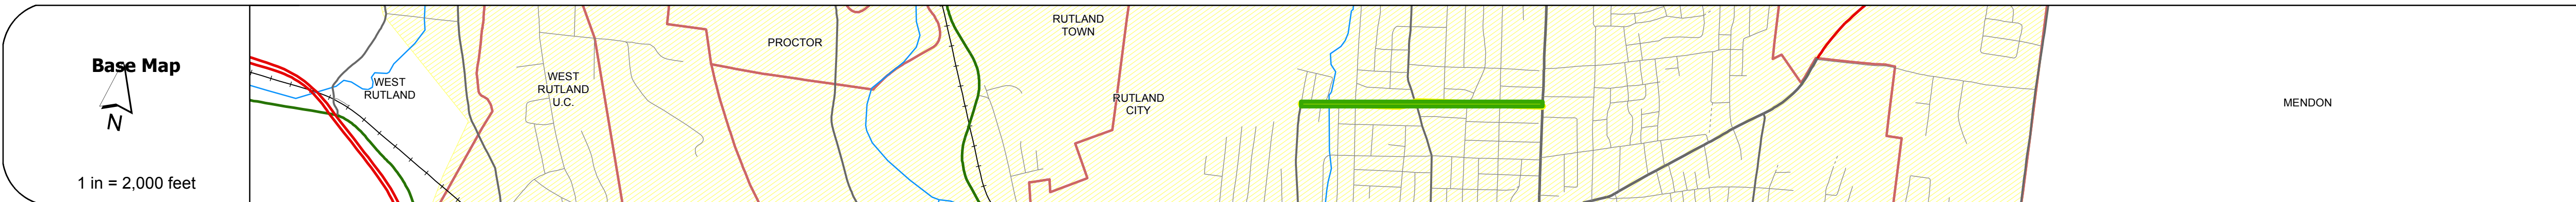 Base Map
N
1 in = 2,000 feet
WEST
RUTLAND
WEST
RUTLAND
U.C.
PROCTOR
RUTLAND
TOWN
RUTLAND
CITY
MENDON